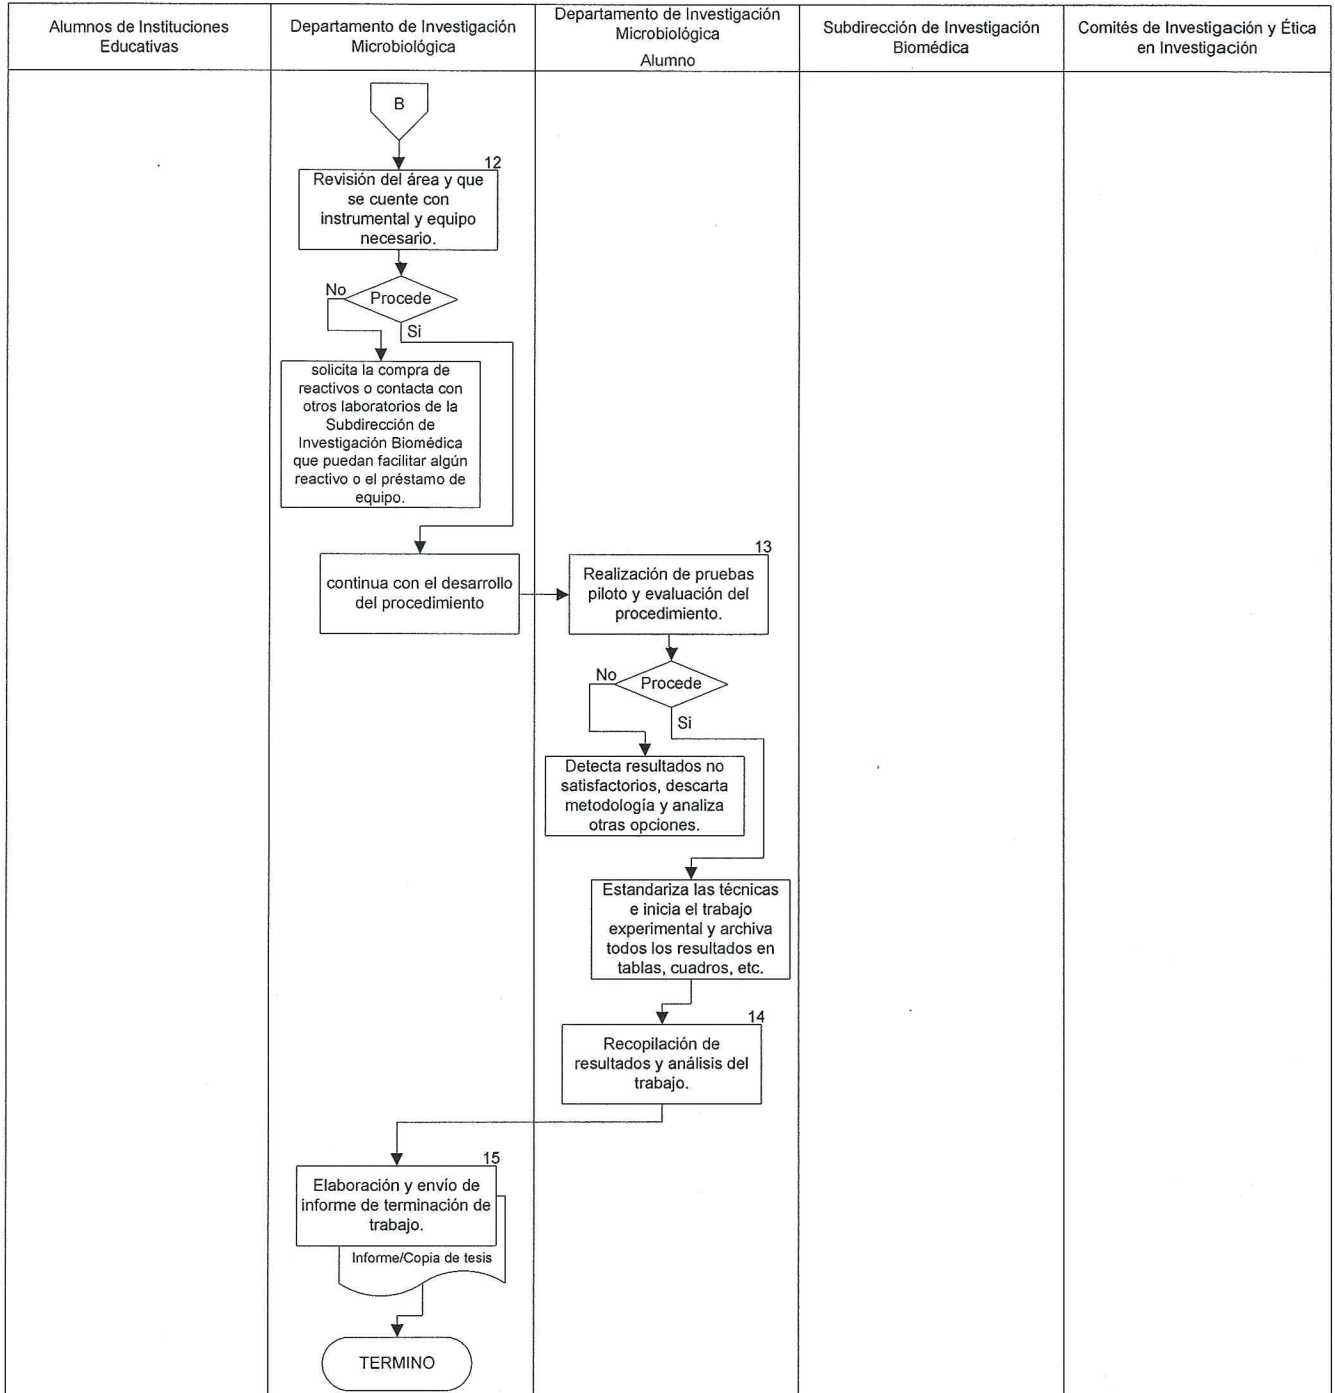 Alumnos de Instituciones
Educativas
Departamento de Investigación
Microbiológica
Departamento de Investigación
Microbiológica
Alumno
Subdirección de Investigación
Biomédica
Comités de Investigación y Ética
en Investigación
B
12
Revisión del área y que
se cuente con
instrumental y equipo
necesario.
No
Procede
Si
solicita la compra de
reactivos o contacta con
otros laboratorios de la
Subdirección de
Investigación Biomédica
que puedan facilitar algún
reactivo o el préstamo de
equipo.
continua con el desarrollo
del procedimiento
13
Realización de pruebas
piloto y evaluación del
procedimiento.
No
Procede
Si
Detecta resultados no
satisfactorios, descarta
metodología y analiza
otras opciones.
Estandariza las técnicas
e inicia el trabajo
experimental y archiva
todos los resultados en
tablas, cuadros, etc.
14
Recopilación de
resultados y análisis del
trabajo.
15
Elaboración y envío de
informe de terminación de
trabajo.
Informe/Copia de tesis
TERMINO